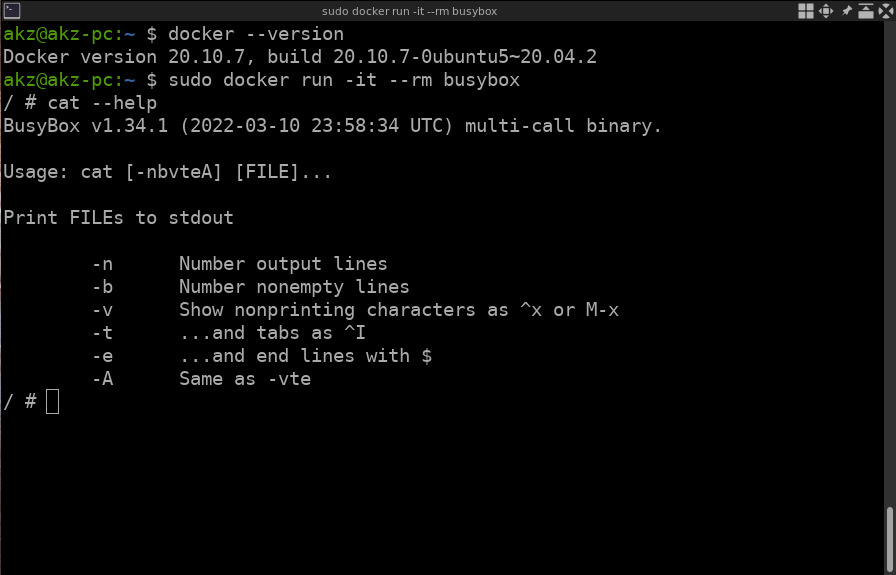 sudo docker run -it --rm busybox
akz@akz-pc:~ $ docker --version
Docker version 20.10.7, build 20.10.7-0ubuntu5~20.04.2
akz@akz-pc:~ $ sudo docker run -it --rm busybox
/ # cat --help
BusyBox v1.34.1 (2022-03-10 23:58:34 UTC) multi-call binary.
Usage: cat [-nbvteA] [FILE]...
Print FILEs to stdout
-n Number output lines
-b Number nonempty lines
-v Show nonprinting characters as ^x or M-x
-t ...and tabs as ^I
-e ...and end lines with $
-A Same as -vte
/ #